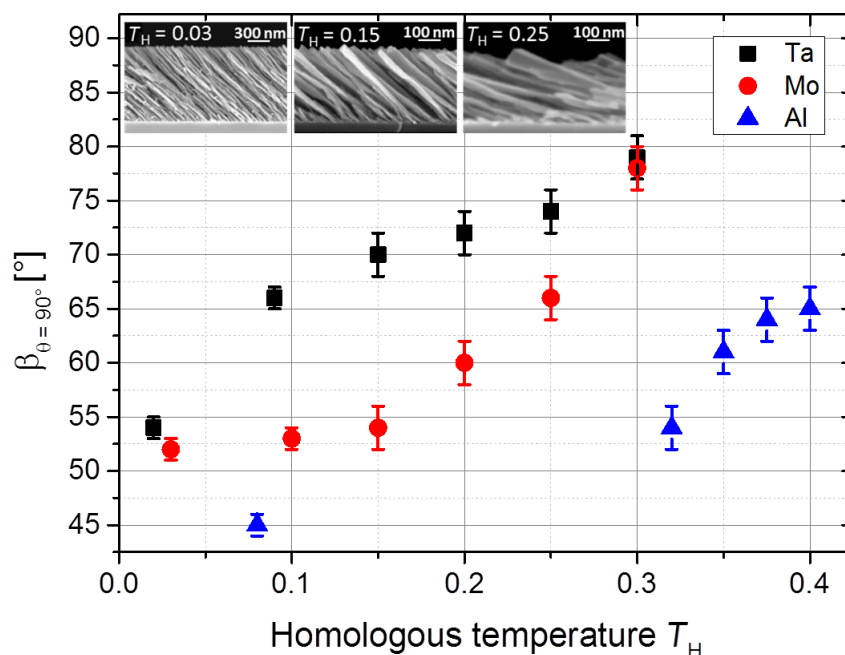 T_H = 0.03 300 nm
T_H = 0.15 100 nm
T_H = 0.25 100 nm
Ta
Mo
Al
90
85
80
75
70
65
60
55
50
45
β_θ = 90° [°]
0.0 0.1 0.2 0.3 0.4
Homologous temperature T_H